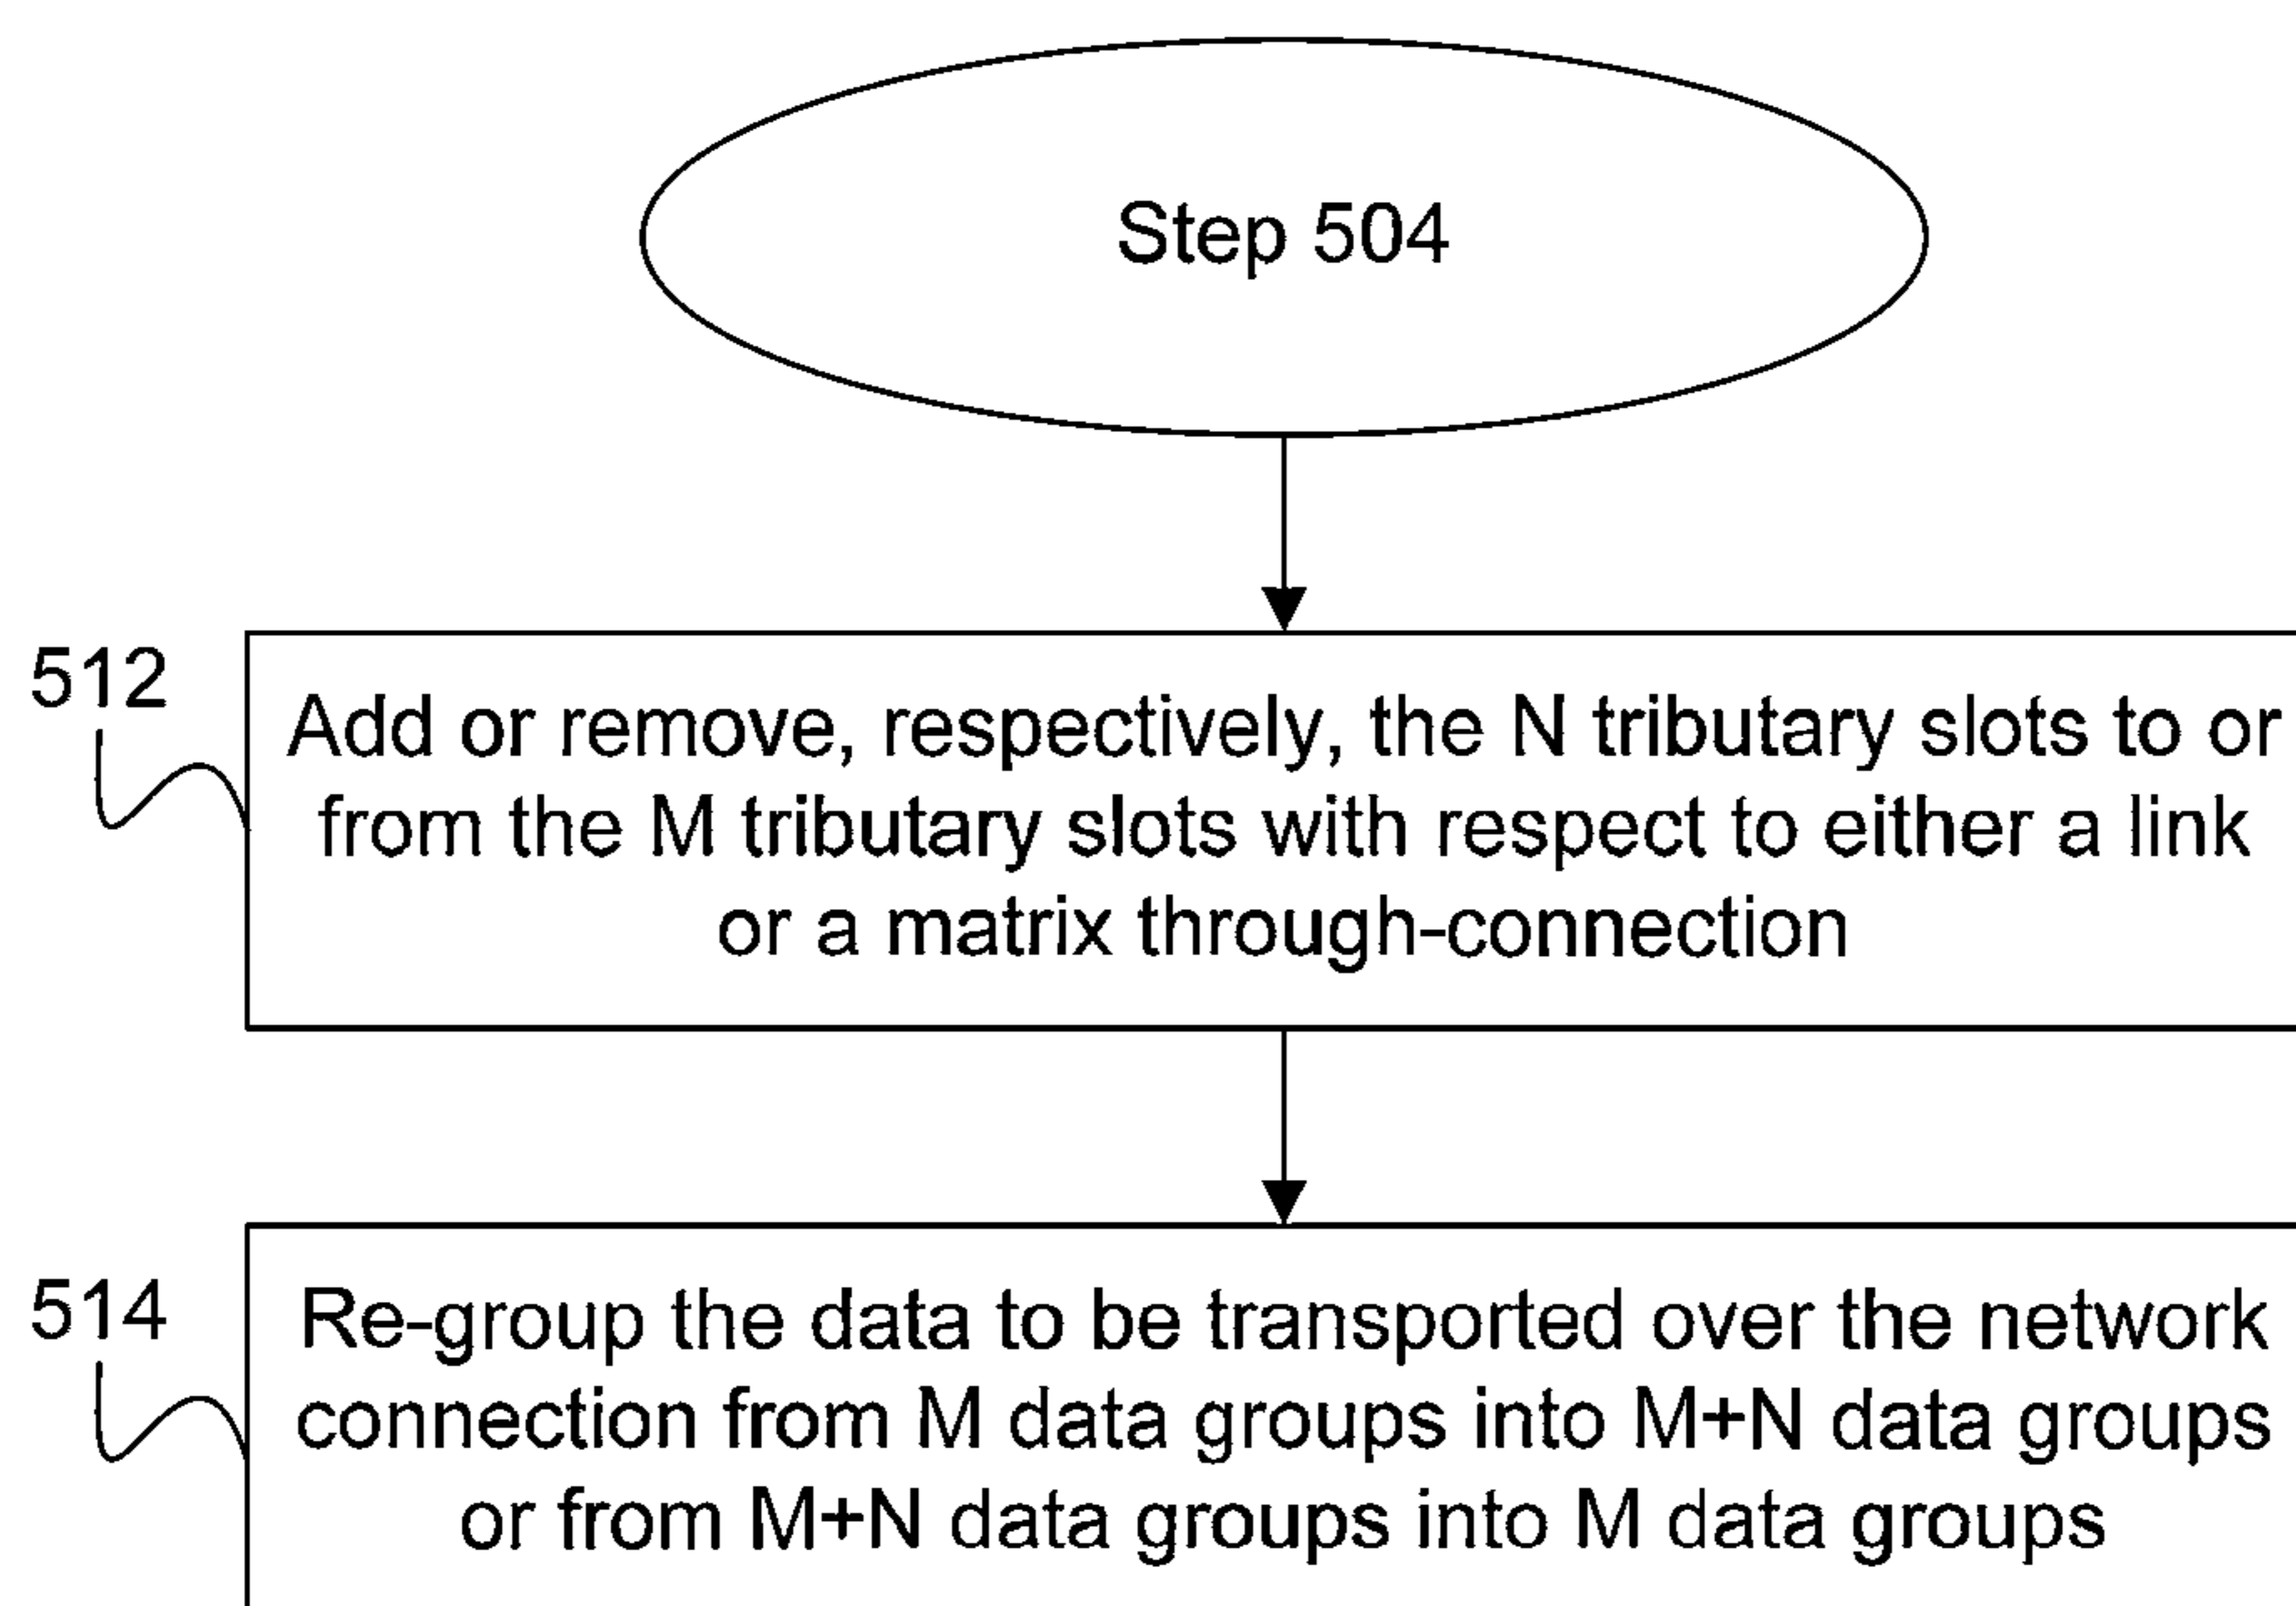 Step 504
512
Add or remove, respectively, the N tributary slots to or
from the M tributary slots with respect to either a link
or a matrix through-connection
514
Re-group the data to be transported over the network
connection from M data groups into M+N data groups
or from M+N data groups into M data groups